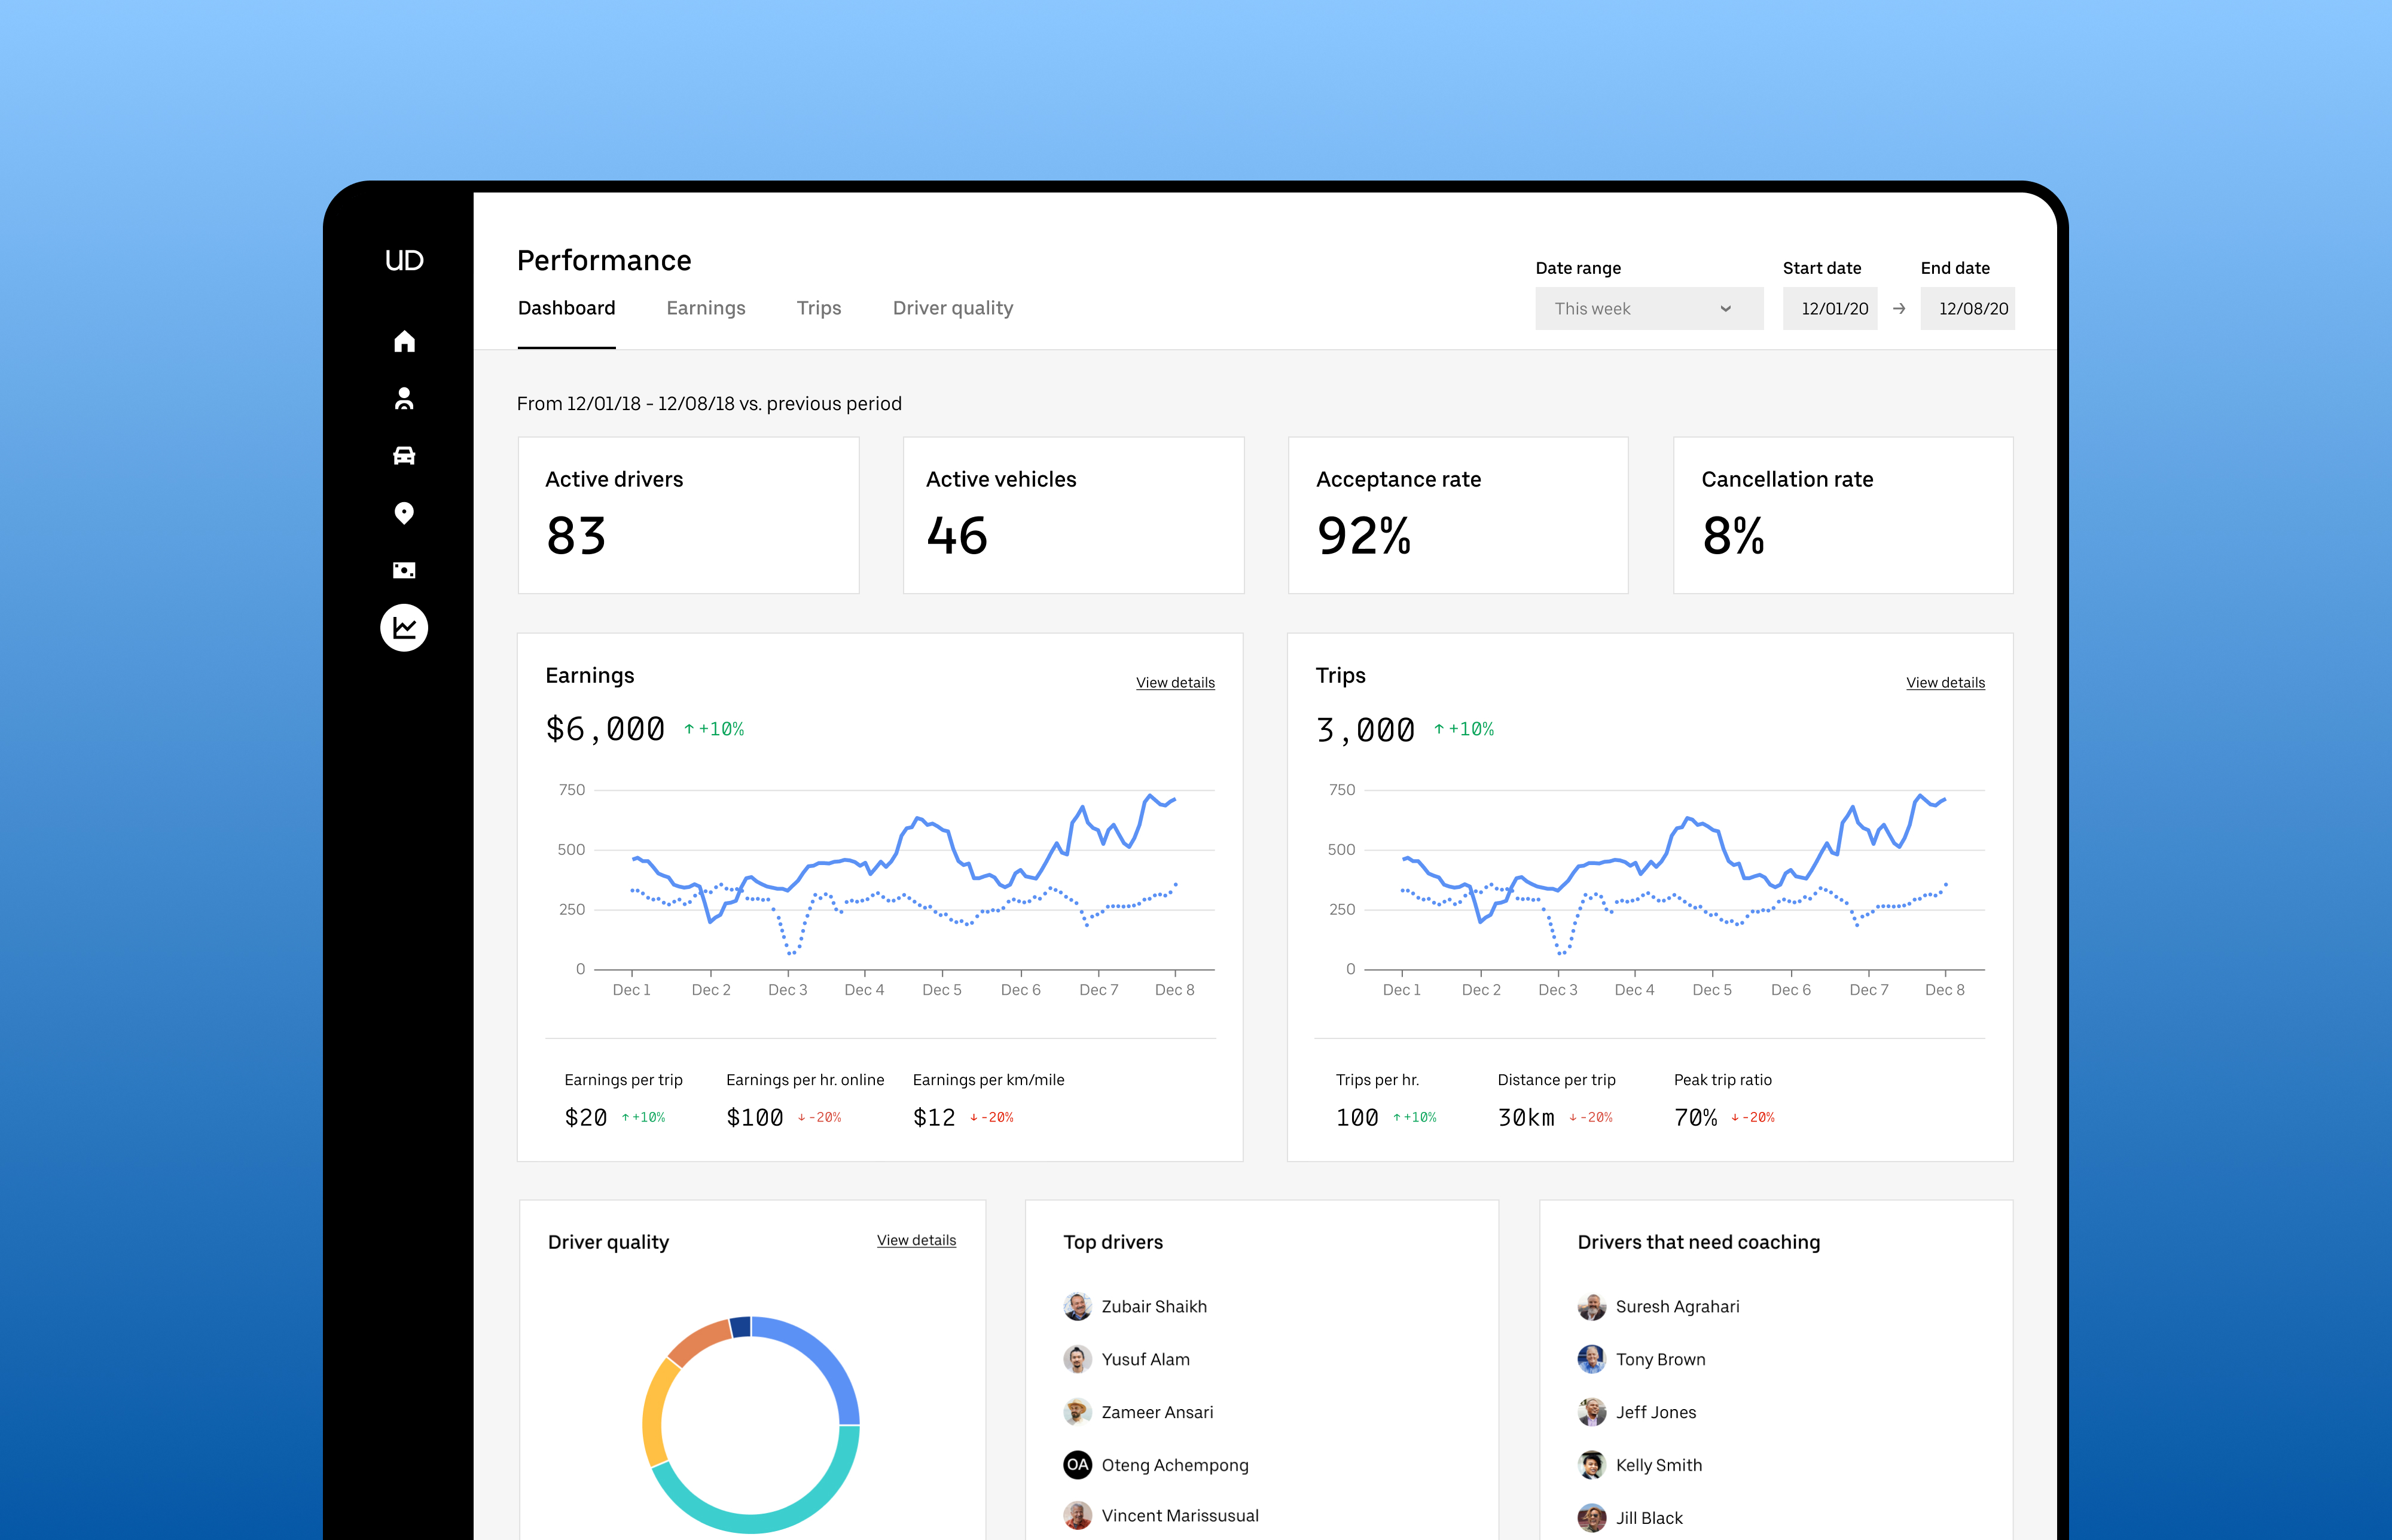 UD
Performance
Dashboard Earnings Trips Driver quality
Date range Start date End date
This week 12/01/20 → 12/08/20
From 12/01/18 - 12/08/18 vs. previous period
Active drivers
83
Active vehicles
46
Acceptance rate
92%
Cancellation rate
8%
Earnings
View details
$6,000 ↑ +10%
750
500
250
0
Dec 1 Dec 2 Dec 3 Dec 4 Dec 5 Dec 6 Dec 7 Dec 8
Earnings per trip Earnings per hr. online Earnings per km/mile
$20 ↑ +10% $100 ↓ -20% $12 ↓ -20%
Trips
View details
3,000 ↑ +10%
750
500
250
0
Dec 1 Dec 2 Dec 3 Dec 4 Dec 5 Dec 6 Dec 7 Dec 8
Trips per hr. Distance per trip Peak trip ratio
100 ↑ +10% 30km ↓ -20% 70% ↓ -20%
Driver quality
View details
Top drivers
Zubair Shaikh
Yusuf Alam
Zameer Ansari
OA Oteng Achempong
Vincent Marissusual
Drivers that need coaching
Suresh Agrahari
Tony Brown
Jeff Jones
Kelly Smith
Jill Black